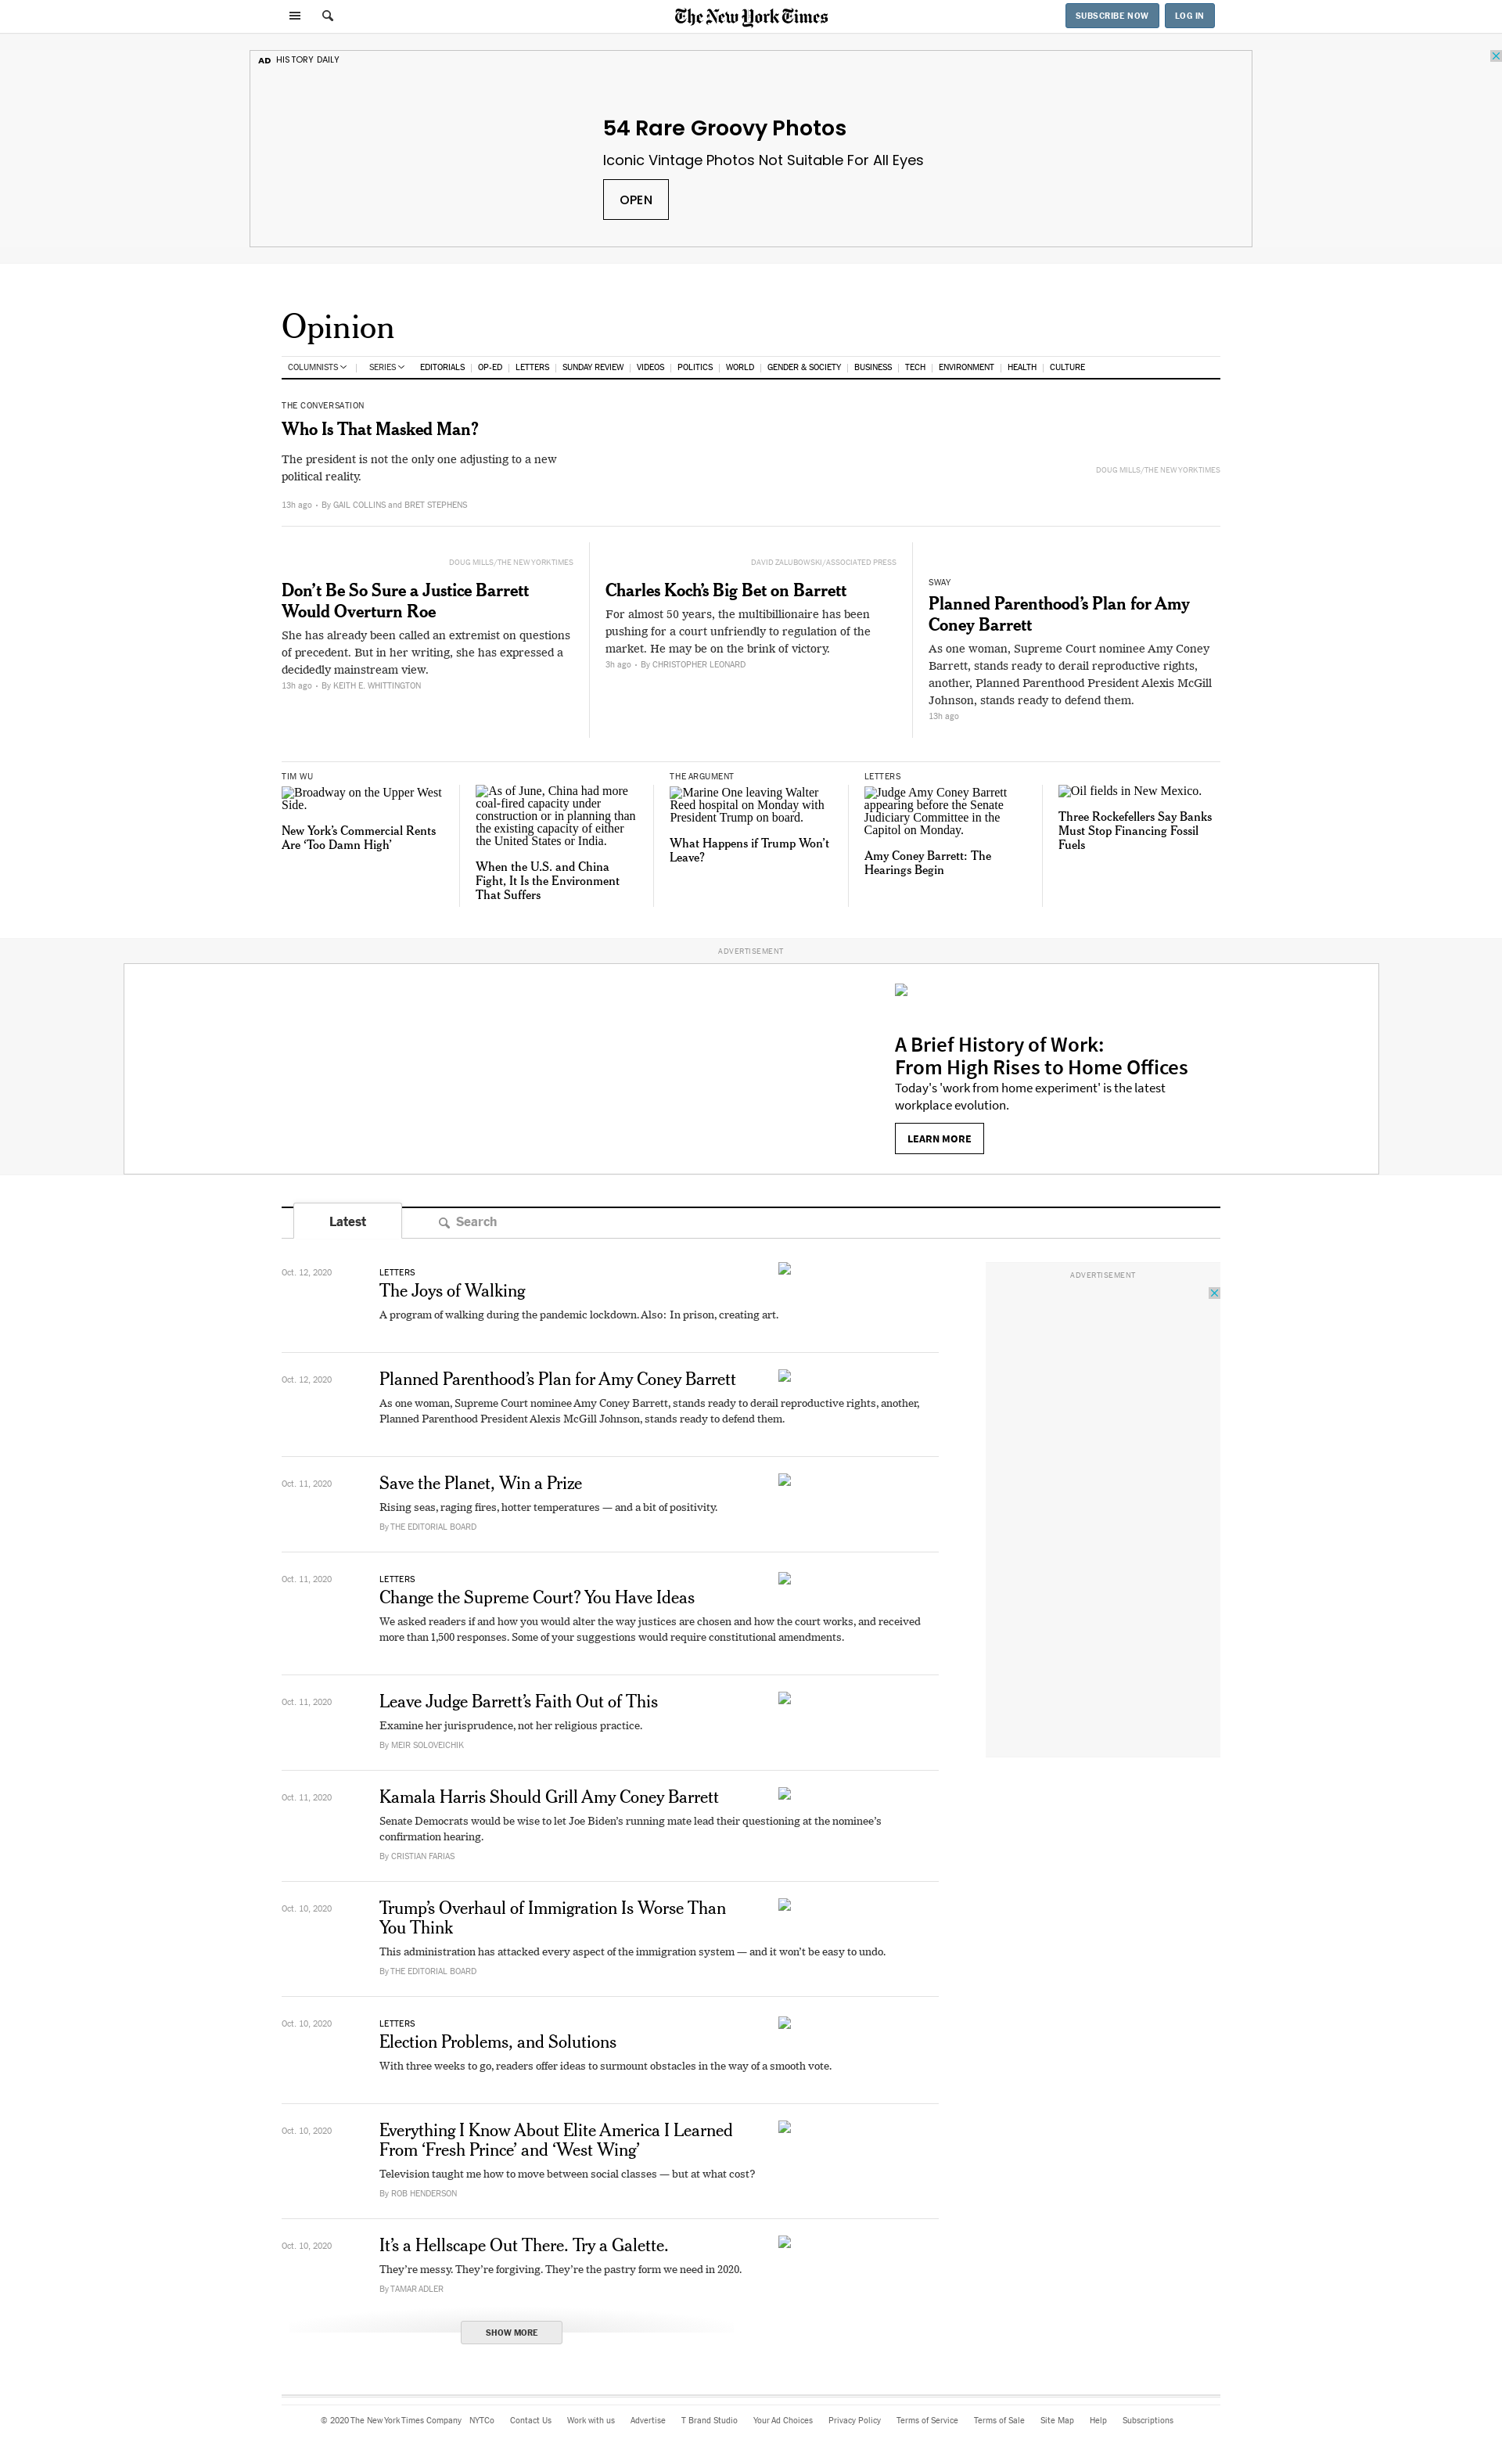 The New York Times
SUBSCRIBE NOW
LOG IN
AD HISTORY DAILY
54 Rare Groovy Photos
Iconic Vintage Photos Not Suitable For All Eyes
OPEN
Opinion
COLUMNISTS | SERIES EDITORIALS | OP-ED | LETTERS | SUNDAY REVIEW | VIDEOS | POLITICS | WORLD | GENDER & SOCIETY | BUSINESS | TECH | ENVIRONMENT | HEALTH | CULTURE
THE CONVERSATION
Who Is That Masked Man?
The president is not the only one adjusting to a new
political reality.
13h ago • By GAIL COLLINS and BRET STEPHENS
DOUG MILLS/THE NEW YORK TIMES
DOUG MILLS/THE NEW YORK TIMES
Don’t Be So Sure a Justice Barrett
Would Overturn Roe
She has already been called an extremist on questions
of precedent. But in her writing, she has expressed a
decidedly mainstream view.
13h ago • By KEITH E. WHITTINGTON
DAVID ZALUBOWSKI/ASSOCIATED PRESS
Charles Koch’s Big Bet on Barrett
For almost 50 years, the multibillionaire has been
pushing for a court unfriendly to regulation of the
market. He may be on the brink of victory.
3h ago • By CHRISTOPHER LEONARD
SWAY
Planned Parenthood’s Plan for Amy
Coney Barrett
As one woman, Supreme Court nominee Amy Coney
Barrett, stands ready to derail reproductive rights,
another, Planned Parenthood President Alexis McGill
Johnson, stands ready to defend them.
13h ago
TIM WU
Broadway on the Upper West
Side.
New York’s Commercial Rents
Are ‘Too Damn High’
As of June, China had more
coal-fired capacity under
construction or in planning than
the existing capacity of either
the United States or India.
When the U.S. and China
Fight, It Is the Environment
That Suffers
THE ARGUMENT
Marine One leaving Walter
Reed hospital on Monday with
President Trump on board.
What Happens if Trump Won’t
Leave?
LETTERS
Judge Amy Coney Barrett
appearing before the Senate
Judiciary Committee in the
Capitol on Monday.
Amy Coney Barrett: The
Hearings Begin
Oil fields in New Mexico.
Three Rockefellers Say Banks
Must Stop Financing Fossil
Fuels
ADVERTISEMENT
A Brief History of Work:
From High Rises to Home Offices
Today's 'work from home experiment' is the latest
workplace evolution.
LEARN MORE
Latest
Search
ADVERTISEMENT
Oct. 12, 2020
LETTERS
The Joys of Walking
A program of walking during the pandemic lockdown. Also: In prison, creating art.
Oct. 12, 2020
Planned Parenthood’s Plan for Amy Coney Barrett
As one woman, Supreme Court nominee Amy Coney Barrett, stands ready to derail reproductive rights, another,
Planned Parenthood President Alexis McGill Johnson, stands ready to defend them.
Oct. 11, 2020
Save the Planet, Win a Prize
Rising seas, raging fires, hotter temperatures — and a bit of positivity.
By THE EDITORIAL BOARD
Oct. 11, 2020
LETTERS
Change the Supreme Court? You Have Ideas
We asked readers if and how you would alter the way justices are chosen and how the court works, and received
more than 1,500 responses. Some of your suggestions would require constitutional amendments.
Oct. 11, 2020
Leave Judge Barrett’s Faith Out of This
Examine her jurisprudence, not her religious practice.
By MEIR SOLOVEICHIK
Oct. 11, 2020
Kamala Harris Should Grill Amy Coney Barrett
Senate Democrats would be wise to let Joe Biden’s running mate lead their questioning at the nominee’s
confirmation hearing.
By CRISTIAN FARIAS
Oct. 10, 2020
Trump’s Overhaul of Immigration Is Worse Than
You Think
This administration has attacked every aspect of the immigration system — and it won’t be easy to undo.
By THE EDITORIAL BOARD
Oct. 10, 2020
LETTERS
Election Problems, and Solutions
With three weeks to go, readers offer ideas to surmount obstacles in the way of a smooth vote.
Oct. 10, 2020
Everything I Know About Elite America I Learned
From ‘Fresh Prince’ and ‘West Wing’
Television taught me how to move between social classes — but at what cost?
By ROB HENDERSON
Oct. 10, 2020
It’s a Hellscape Out There. Try a Galette.
They’re messy. They’re forgiving. They’re the pastry form we need in 2020.
By TAMAR ADLER
SHOW MORE
© 2020 The New York Times Company NYTCo Contact Us Work with us Advertise T Brand Studio Your Ad Choices Privacy Policy Terms of Service Terms of Sale Site Map Help Subscriptions